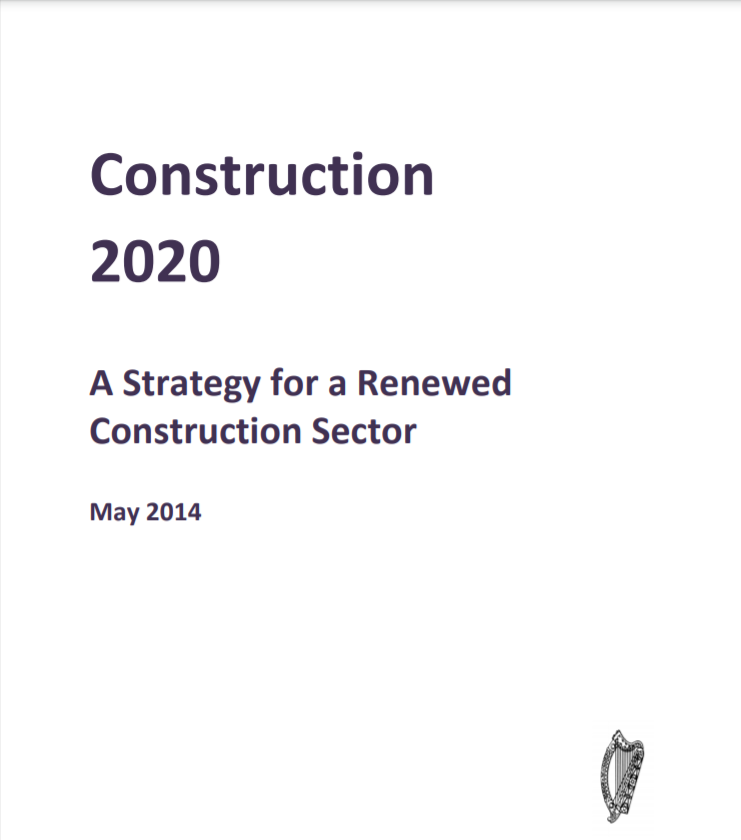 Construction
2020
A Strategy for a Renewed
Construction Sector
May 2014